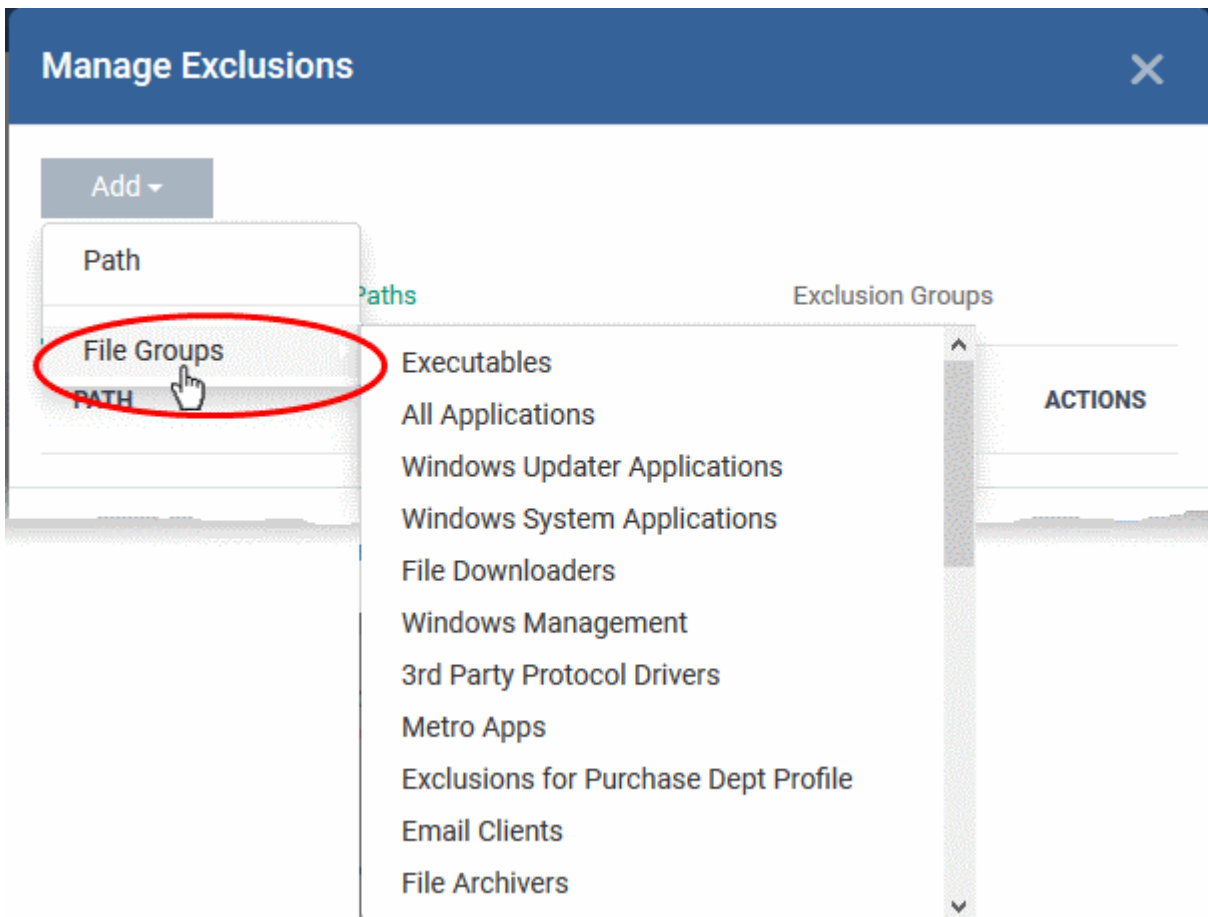 Manage Exclusions
Add
Path
Paths
Exclusion Groups
File Groups
PATH
ACTIONS
Executables
All Applications
Windows Updater Applications
Windows System Applications
File Downloaders
Windows Management
3rd Party Protocol Drivers
Metro Apps
Exclusions for Purchase Dept Profile
Email Clients
File Archivers